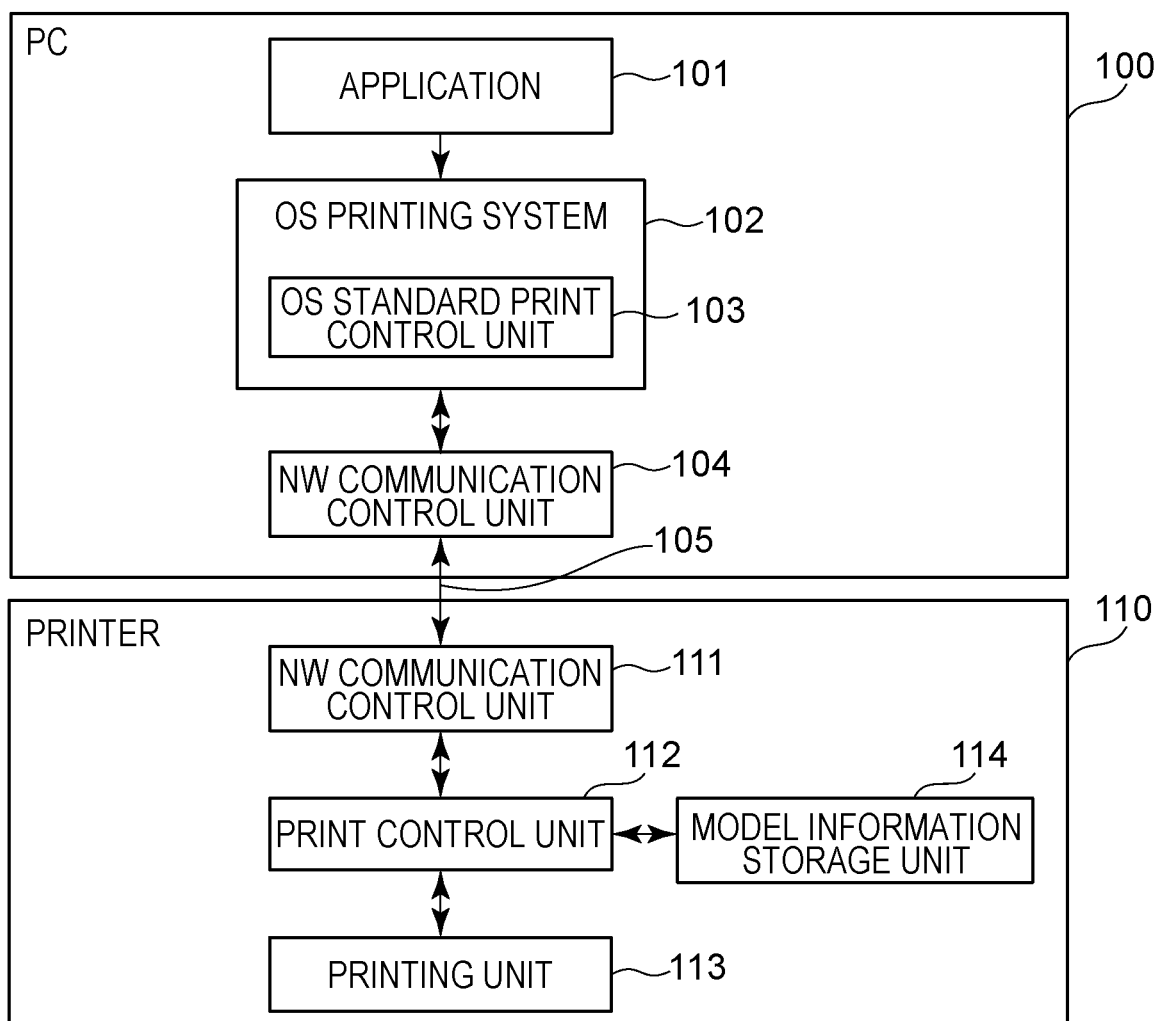 PC
APPLICATION
101
100
OS PRINTING SYSTEM
102
OS STANDARD PRINT
CONTROL UNIT
103
NW COMMUNICATION
CONTROL UNIT
104
105
PRINTER
110
NW COMMUNICATION
CONTROL UNIT
111
112
114
PRINT CONTROL UNIT
MODEL INFORMATION
STORAGE UNIT
PRINTING UNIT
113